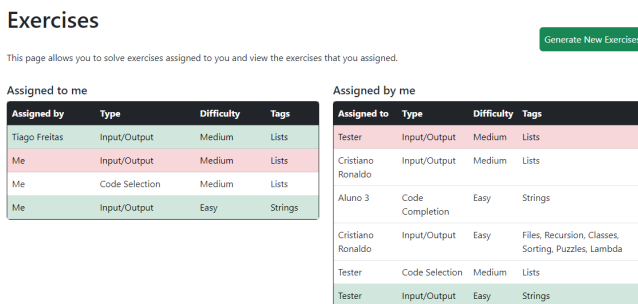 Exercises
Generate New Exercises
This page allows you to solve exercises assigned to you and view the exercises that you assigned.
Assigned to me
Assigned by Type Difficulty Tags
Tiago Freitas Input/Output Medium Lists
Me Input/Output Medium Lists
Me Code Selection Medium Lists
Me Input/Output Easy Strings
Assigned by me
Assigned to Type Difficulty Tags
Tester Input/Output Medium Lists
Cristiano Input/Output Medium Lists
Ronaldo
Aluno 3 Code Easy Strings
Completion
Cristiano Input/Output Easy Files, Recursion, Classes,
Ronaldo Sorting, Puzzles, Lambda
Tester Code Selection Medium Lists
Tester Input/Output Easy Strings